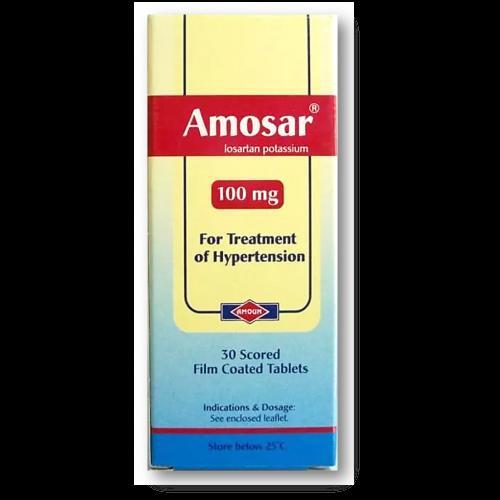 Amosar®
losartan potassium
100 mg
For Treatment
of Hypertension
AMOUN
30 Scored
Film Coated Tablets
Indications & Dosage:
See enclosed leaflet.
Store below 25°C.